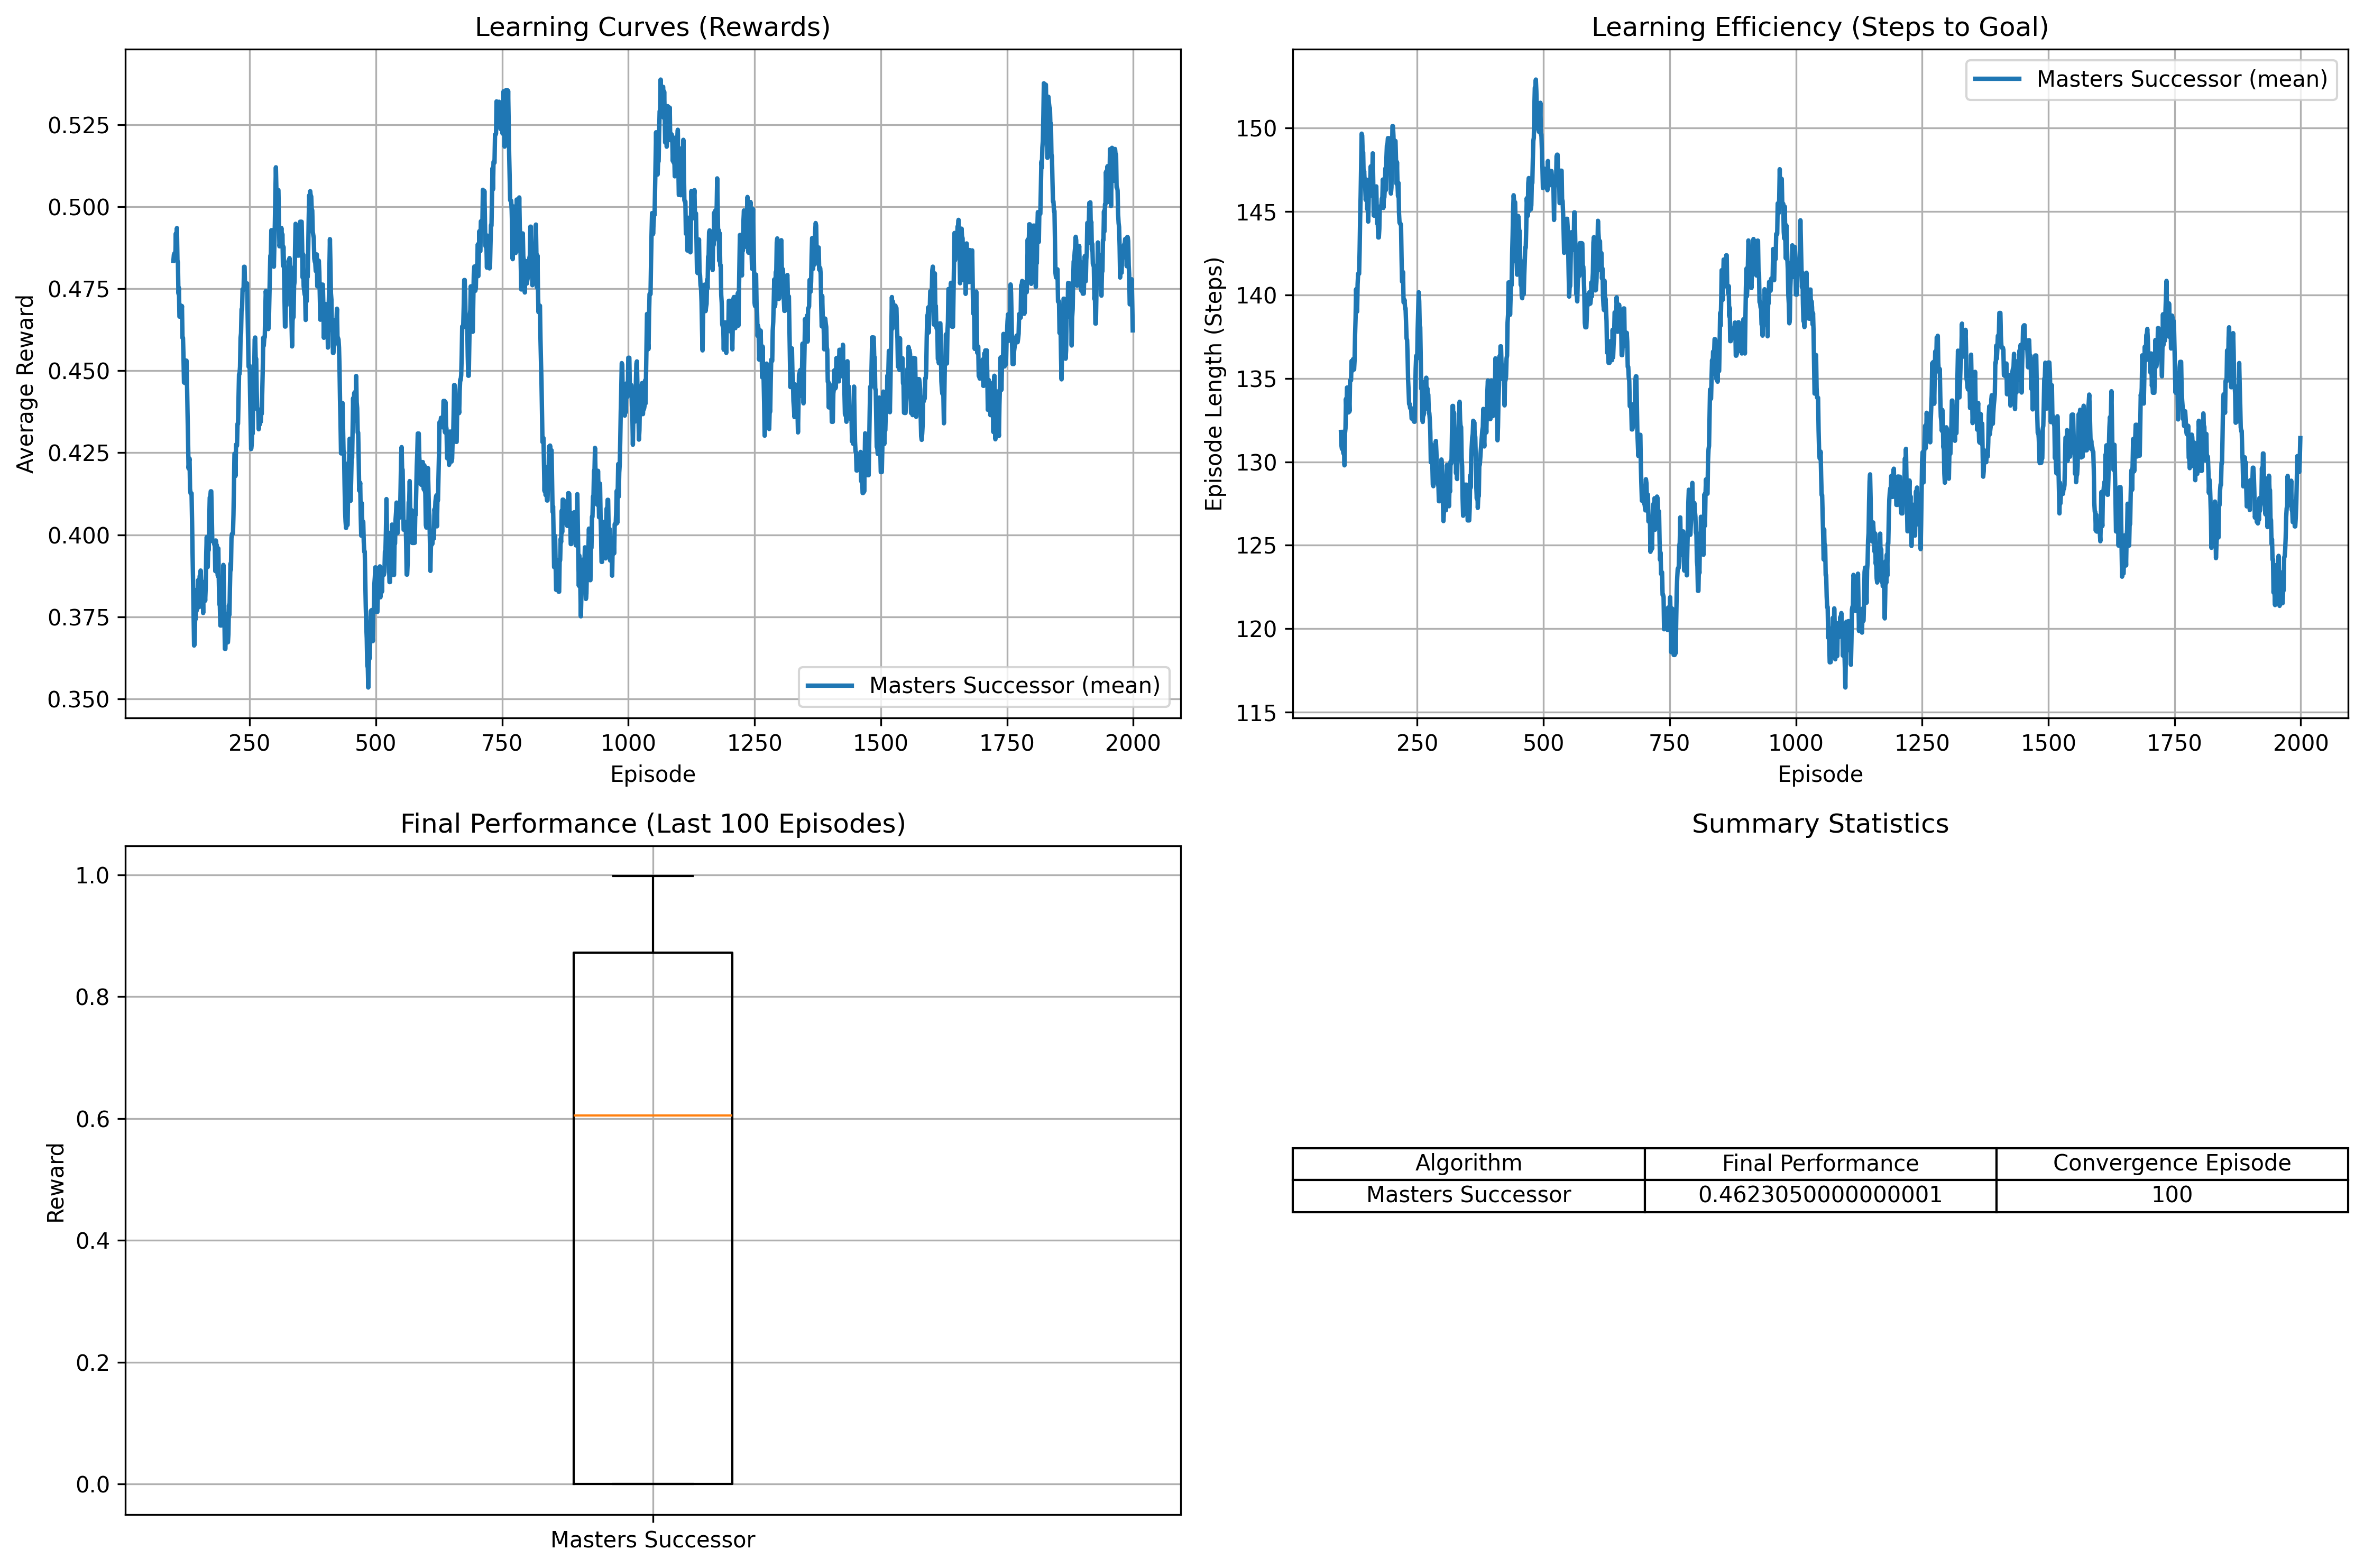 Learning Curves (Rewards)
Average Reward
0.525
0.500
0.475
0.450
0.425
0.400
0.375
0.350
250 500 750 1000 1250 1500 1750 2000
Episode
Masters Successor (mean)
Learning Efficiency (Steps to Goal)
Episode Length (Steps)
150
145
140
135
130
125
120
115
250 500 750 1000 1250 1500 1750 2000
Episode
Masters Successor (mean)
Final Performance (Last 100 Episodes)
Reward
1.0
0.8
0.6
0.4
0.2
0.0
Masters Successor
Summary Statistics
Algorithm Final Performance Convergence Episode
Masters Successor 0.4623050000000001 100